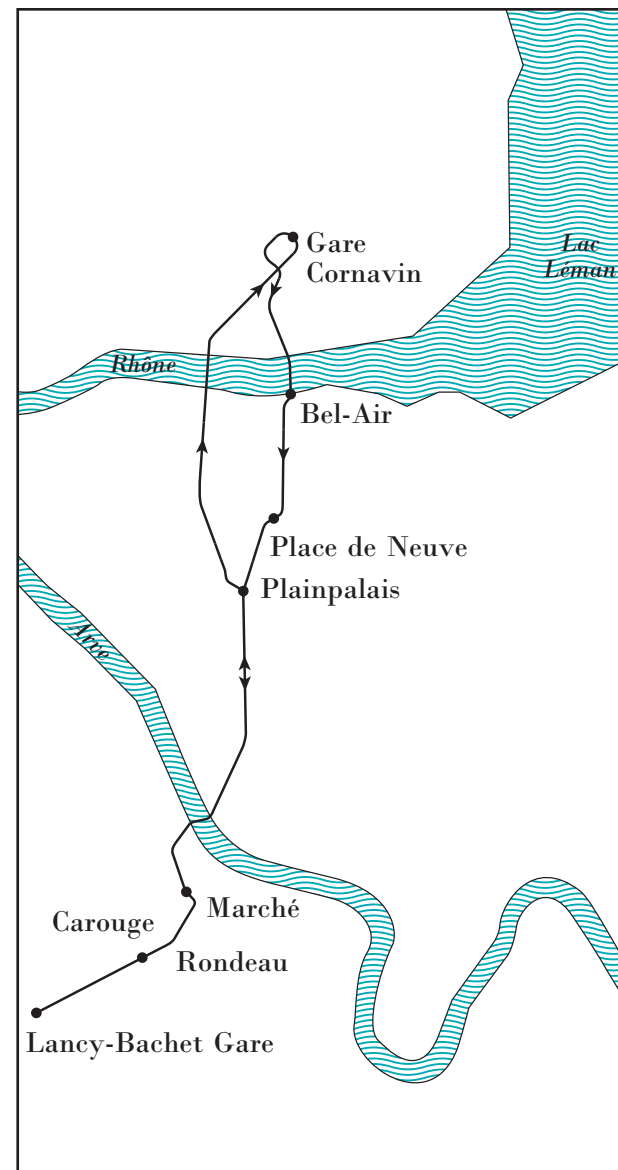 Gare
Cornavin
Lac
Léman
Rhône
Bel-Air
Place de Neuve
Plainpalais
Arve
Marché
Carouge
Rondeau
Lancy-Bachet Gare